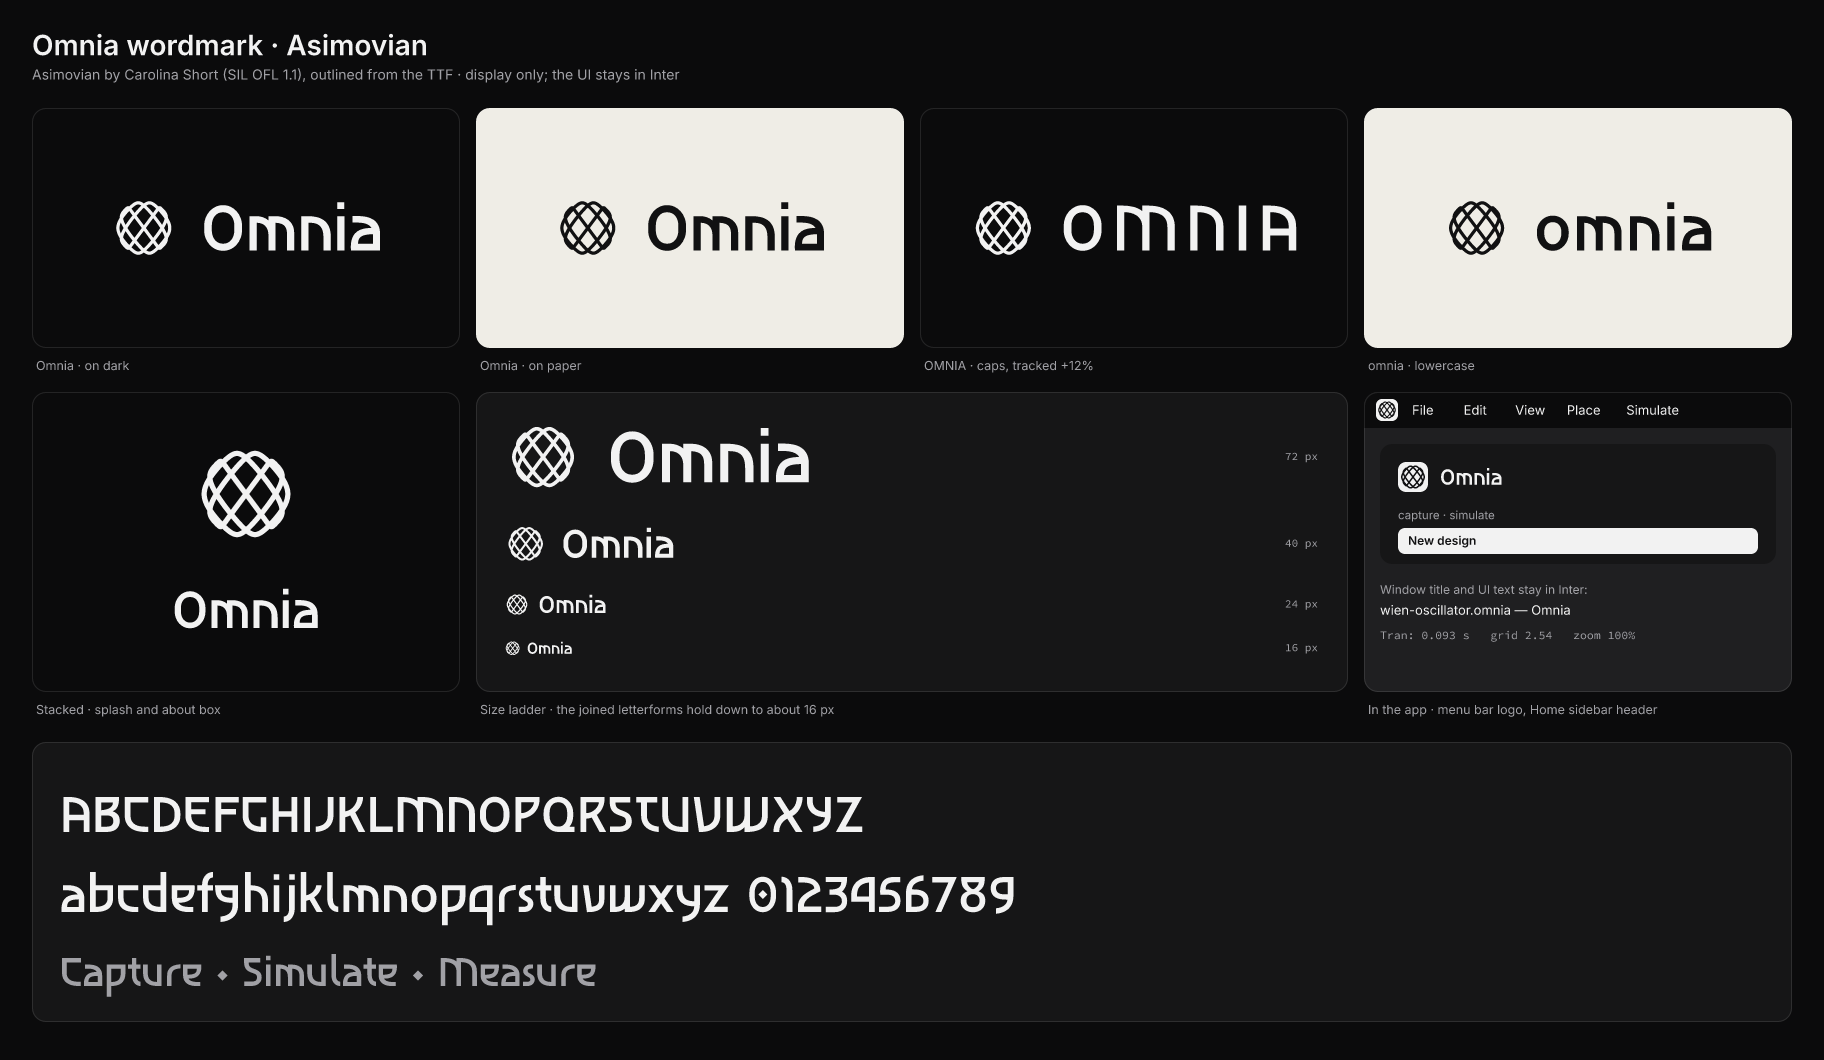 Omnia wordmark · Asimovian
Asimovian by Carolina Short (SIL OFL 1.1), outlined from the TTF · display only; the UI stays in Inter
Omnia
Omnia
OMNIA
omnia
Omnia · on dark
Omnia · on paper
OMNIA · caps, tracked +12%
omnia · lowercase
Omnia
Omnia
72 px
Omnia
40 px
Omnia
24 px
Omnia
16 px
File Edit View Place Simulate
Omnia
capture · simulate
New design
Window title and UI text stay in Inter:
wien-oscillator.omnia — Omnia
Tran: 0.093 s grid 2.54 zoom 100%
Stacked · splash and about box
Size ladder · the joined letterforms hold down to about 16 px
In the app · menu bar logo, Home sidebar header
ABCDEFGHIJKLMNOPQRSTUVWXYZ
abcdefghijklmnopqrstuvwxyz 0123456789
Capture · Simulate · Measure